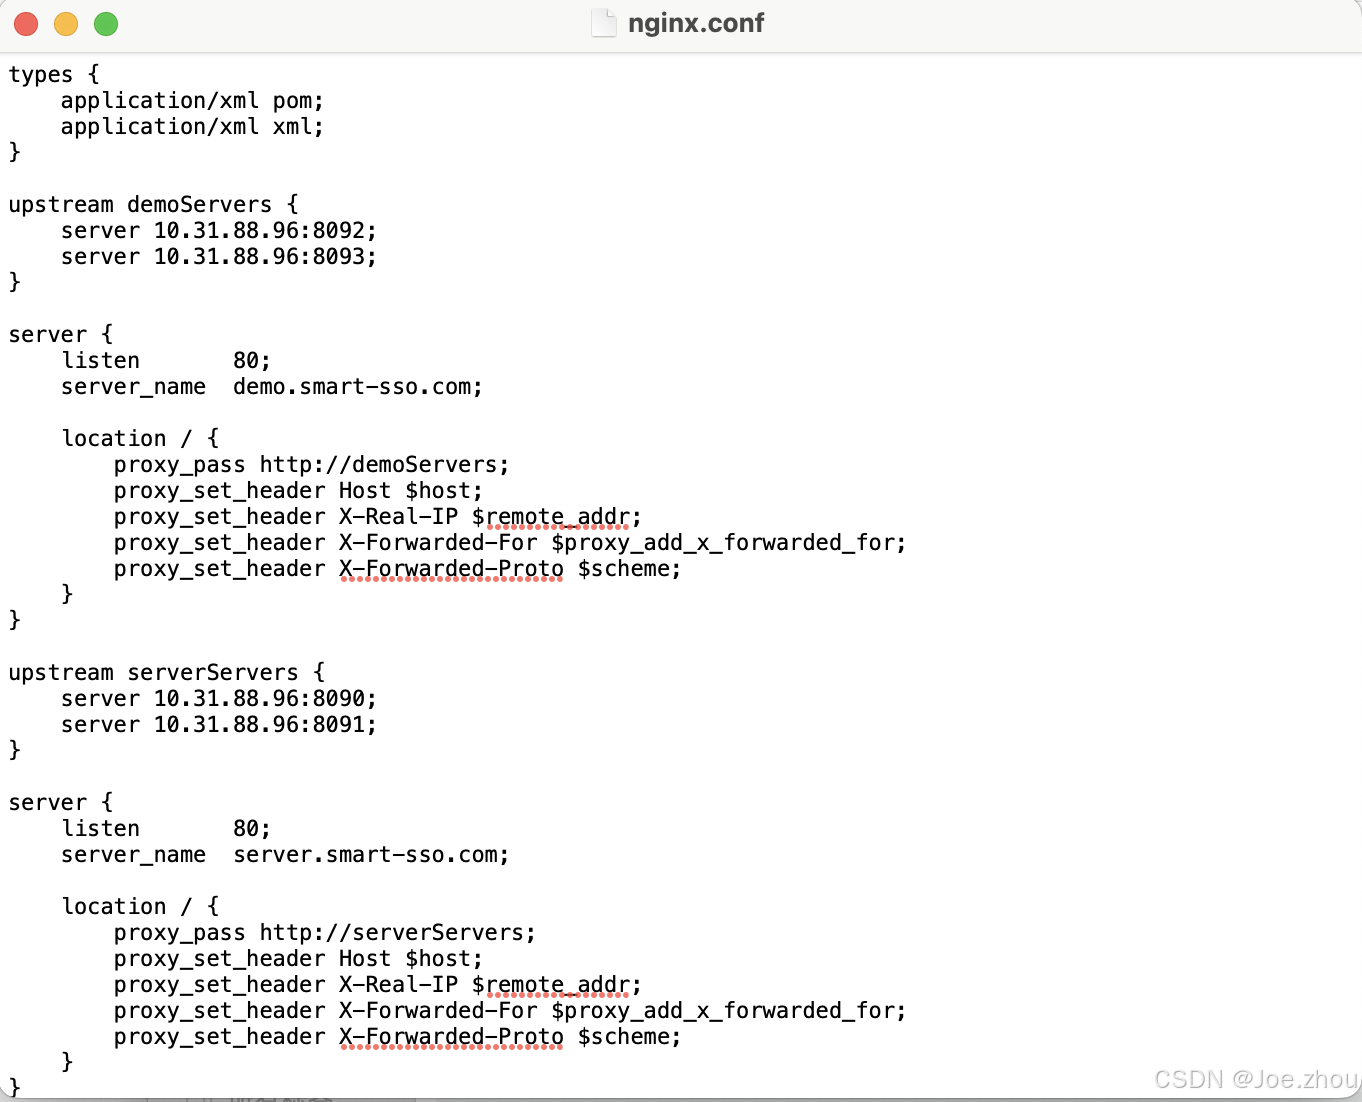 nginx.conf
types {
    application/xml pom;
    application/xml xml;
}
upstream demoServers {
    server 10.31.88.96:8092;
    server 10.31.88.96:8093;
}
server {
    listen       80;
    server_name  demo.smart-sso.com;
    location / {
        proxy_pass http://demoServers;
        proxy_set_header Host $host;
        proxy_set_header X-Real-IP $remote_addr;
        proxy_set_header X-Forwarded-For $proxy_add_x_forwarded_for;
        proxy_set_header X-Forwarded-Proto $scheme;
    }
}
upstream serverServers {
    server 10.31.88.96:8090;
    server 10.31.88.96:8091;
}
server {
    listen       80;
    server_name  server.smart-sso.com;
    location / {
        proxy_pass http://serverServers;
        proxy_set_header Host $host;
        proxy_set_header X-Real-IP $remote_addr;
        proxy_set_header X-Forwarded-For $proxy_add_x_forwarded_for;
        proxy_set_header X-Forwarded-Proto $scheme;
    }
}
CSDN @Joe.zhou